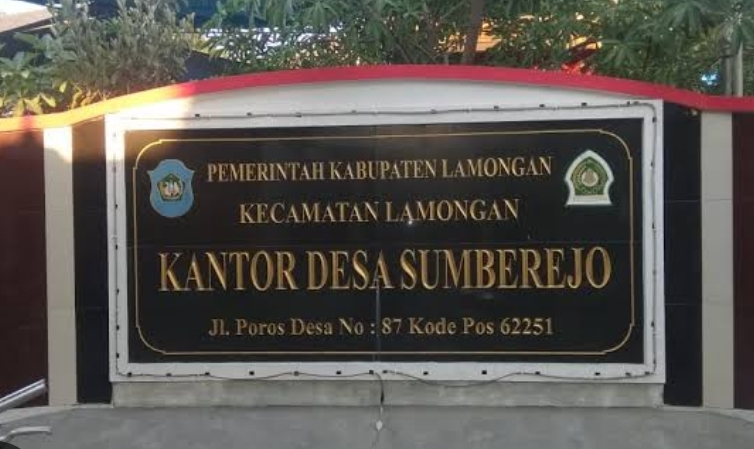 PEMERINTAH KABUPATEN LAMONGAN
KECAMATAN LAMONGAN
KANTOR DESA SUMBEREJO
Jl. Poros Desa No : 87 Kode Pos 62251